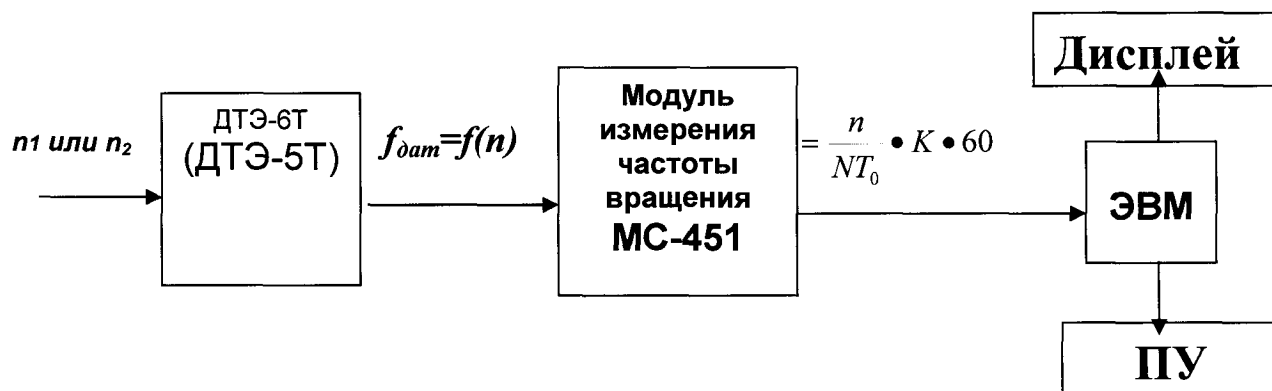 Дисплей
n1 или n2
ДТЭ-6Т
(ДТЭ-5Т)
fдат=f(n)
Модуль
измерения
частоты
вращения
МС-451
= n / NT0 • K • 60
ЭВМ
ПУ